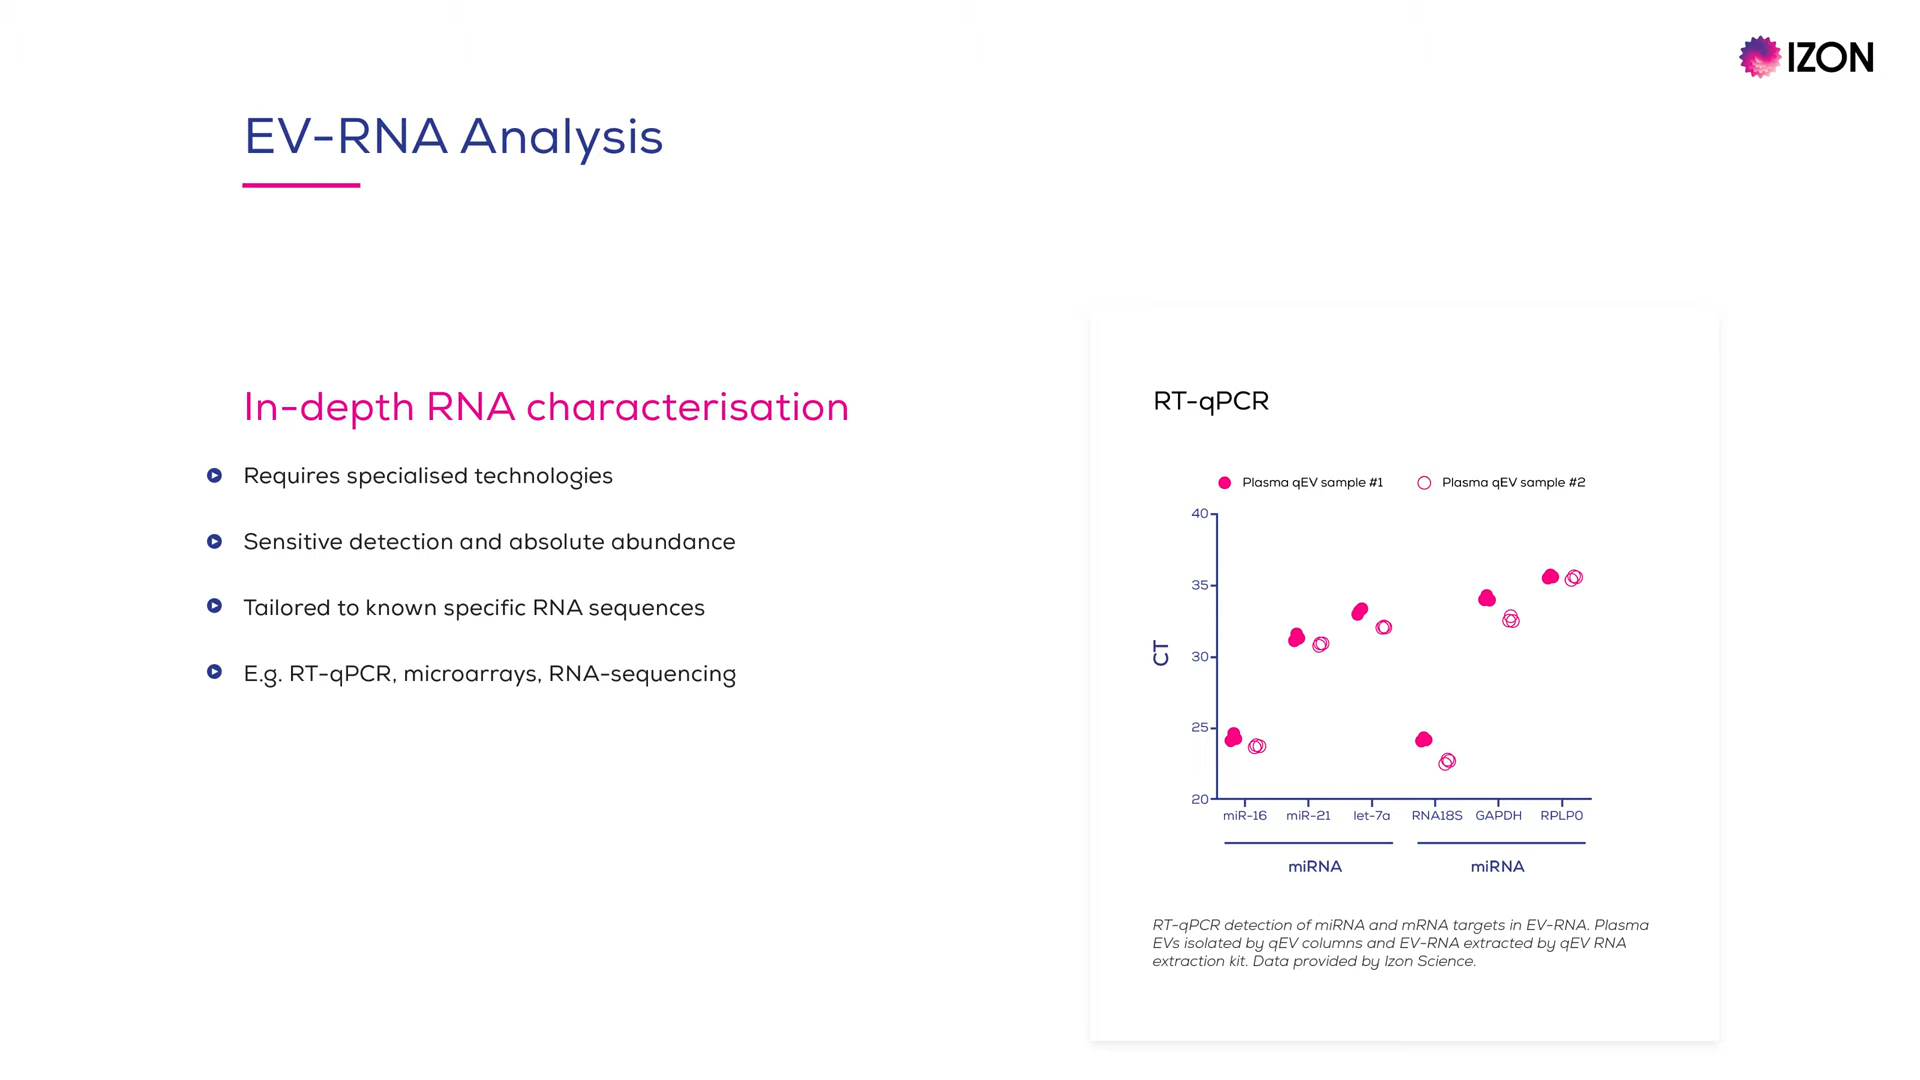 IZON
EV-RNA Analysis
In-depth RNA characterisation
Requires specialised technologies
Sensitive detection and absolute abundance
Tailored to known specific RNA sequences
E.g. RT-qPCR, microarrays, RNA-sequencing
RT-qPCR
Plasma qEV sample #1 Plasma qEV sample #2
40
35
30
25
20
CT
miR-16 miR-21 let-7a RNA18S GAPDH RPLP0
miRNA miRNA
RT-qPCR detection of miRNA and mRNA targets in EV-RNA. Plasma
EVs isolated by qEV columns and EV-RNA extracted by qEV RNA
extraction kit. Data provided by Izon Science.